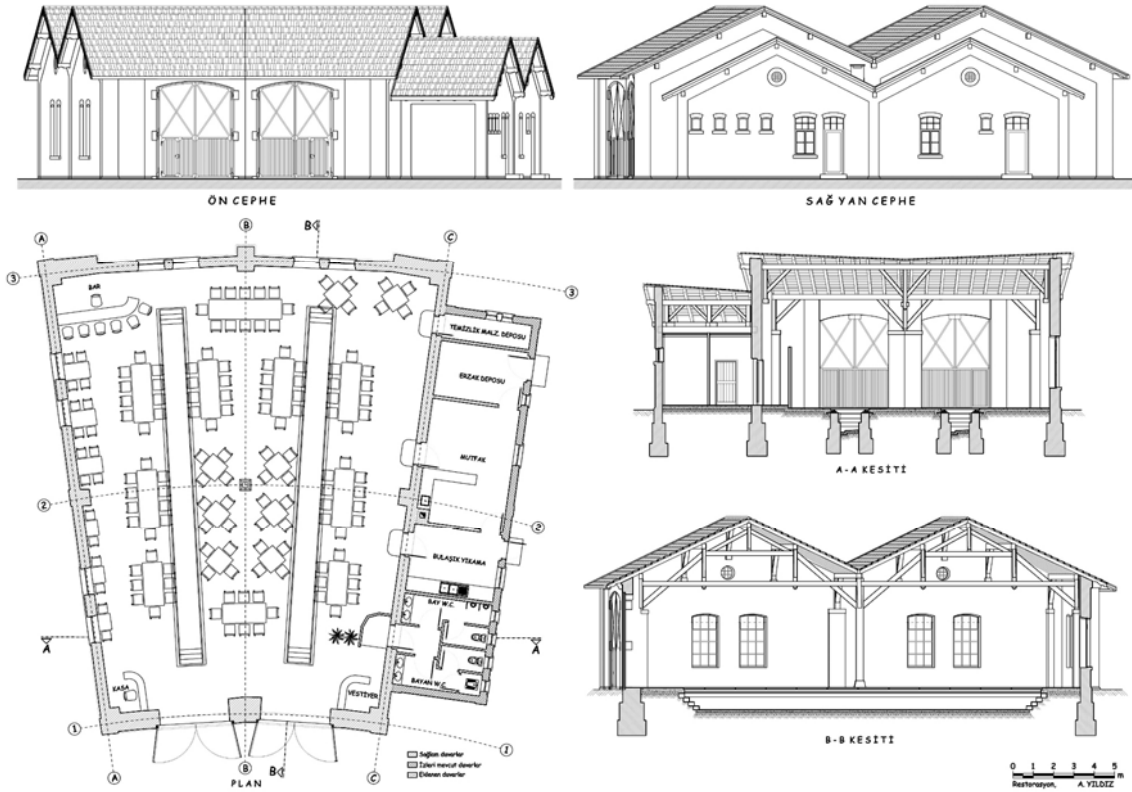 ÖN CEPHE
SAĞ YAN CEPHE
A
B
B
C
3
3
BAR
YEMİZLİK MALZ. DEPOSU
ERZAK DEPOSU
MUTFAK
2
2
BULAŞIK YIKAMA
BAY W.C.
A
A
BAYAN W.C.
KASA
VESTİYER
1
1
A
B
B
C
PLAN
Sağlam duvarlar
İzleri mevcut duvarlar
Eklenen duvarlar
A-A KESİTİ
B-B KESİTİ
0 1 2 3 4 5 m
Restorasyon, A. YILDIZ